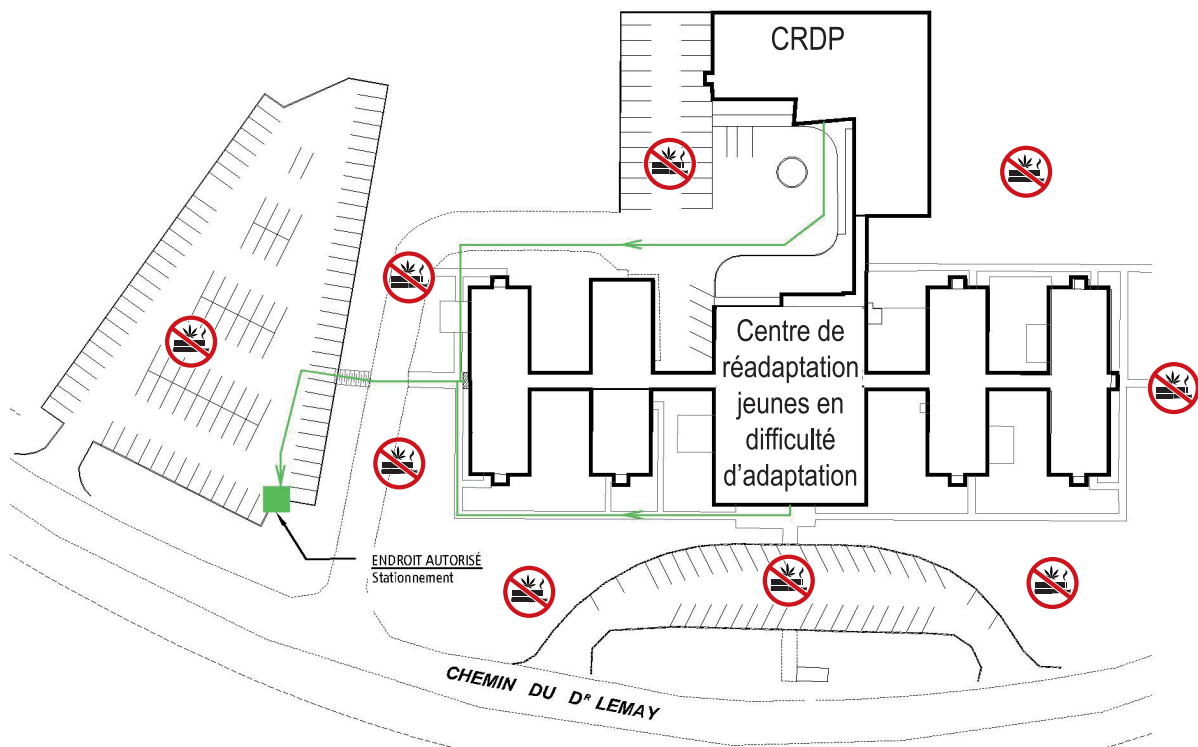 CRDP
Centre de
réadaptation
jeunes en
difficulté
d'adaptation
ENDROIT AUTORISÉ
Stationnement
CHEMIN DU Dᴿ LEMAY